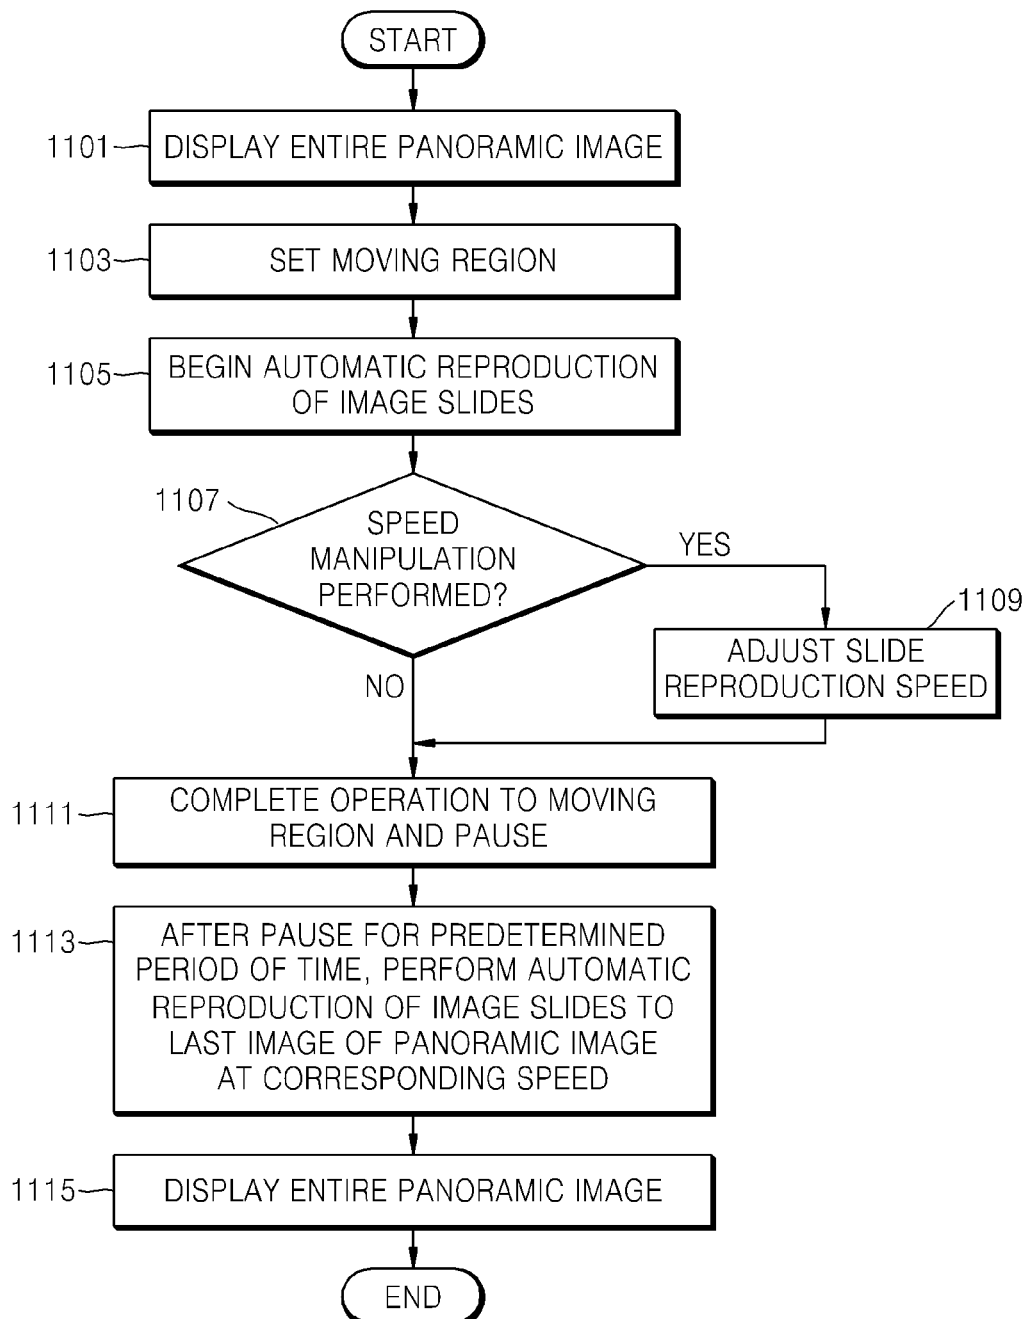 START
1101
DISPLAY ENTIRE PANORAMIC IMAGE
1103
SET MOVING REGION
1105
BEGIN AUTOMATIC REPRODUCTION
OF IMAGE SLIDES
1107
SPEED
MANIPULATION
PERFORMED?
YES
1109
ADJUST SLIDE
REPRODUCTION SPEED
NO
1111
COMPLETE OPERATION TO MOVING
REGION AND PAUSE
1113
AFTER PAUSE FOR PREDETERMINED
PERIOD OF TIME, PERFORM AUTOMATIC
REPRODUCTION OF IMAGE SLIDES TO
LAST IMAGE OF PANORAMIC IMAGE
AT CORRESPONDING SPEED
1115
DISPLAY ENTIRE PANORAMIC IMAGE
END